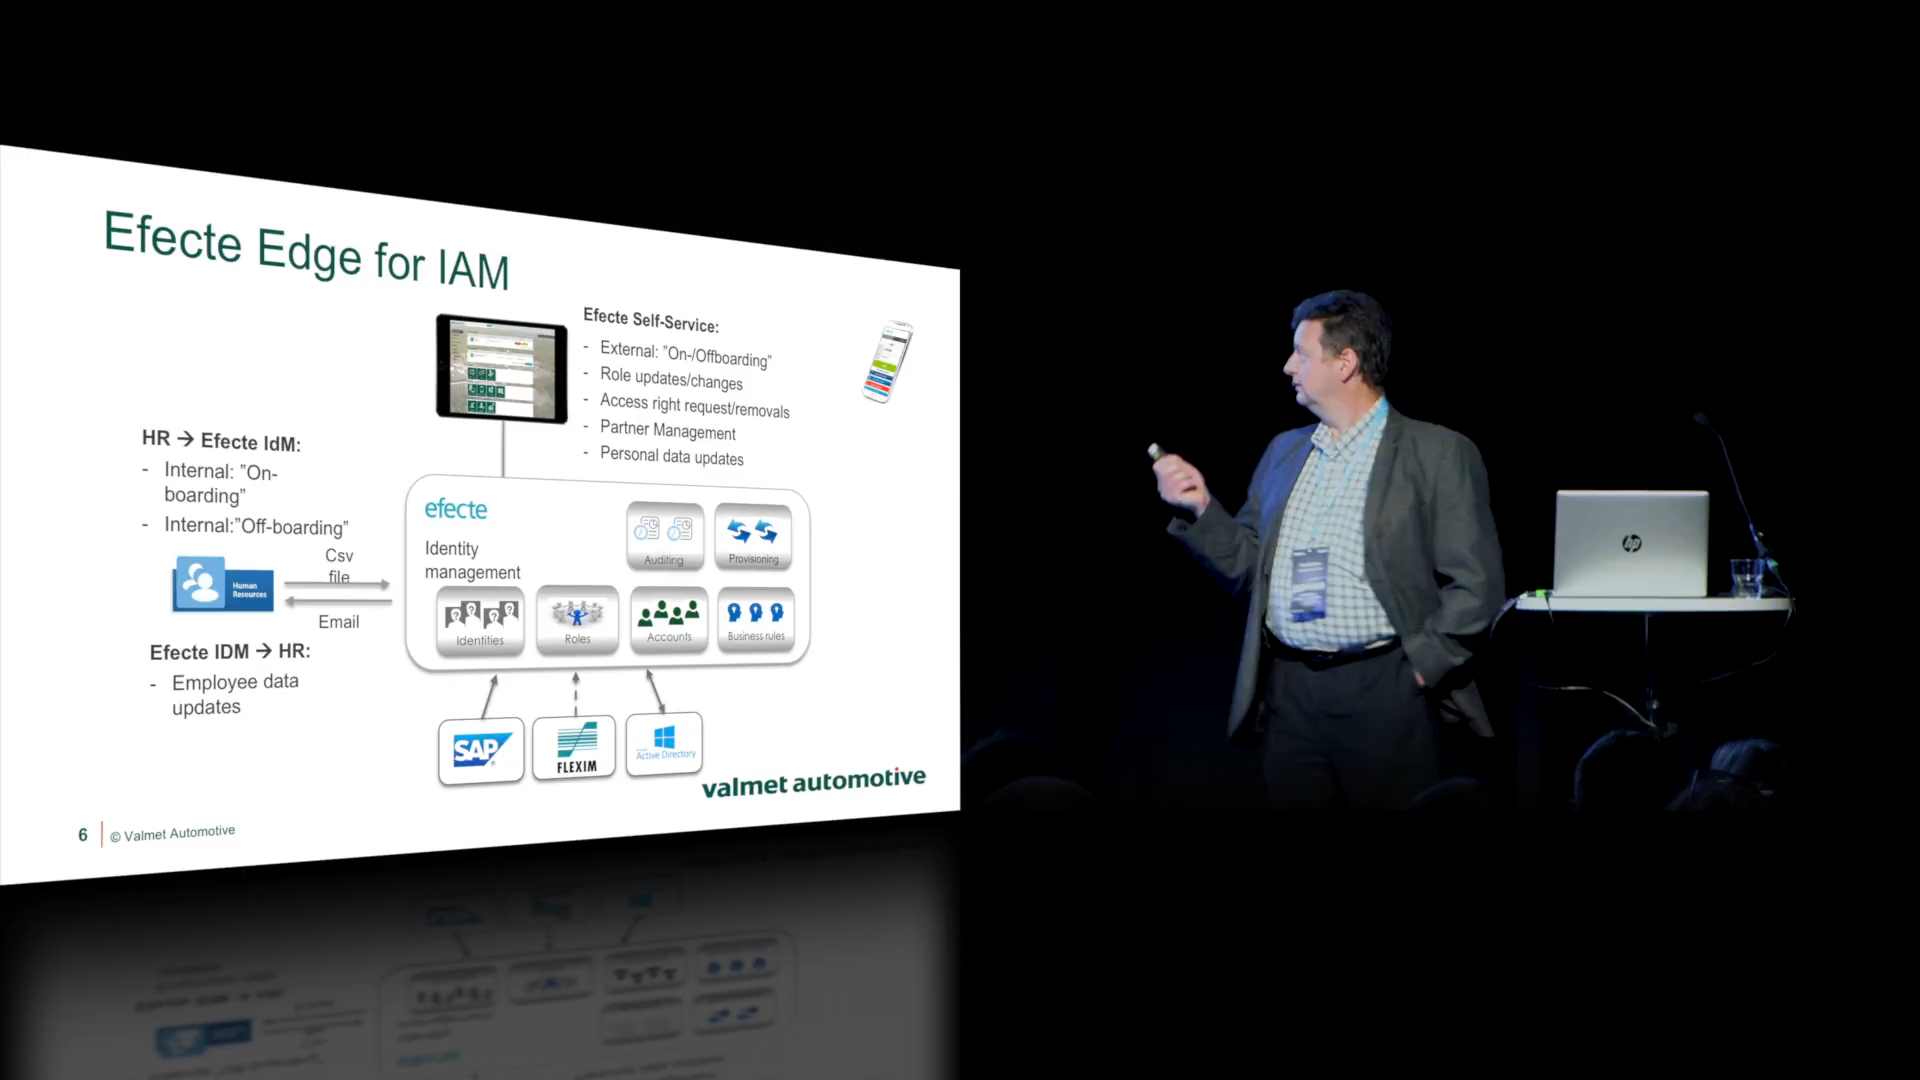 Efecte Edge for IAM
Efecte Self-Service:
- External: ”On-/Offboarding”
- Role updates/changes
- Access right request/removals
- Partner Management
- Personal data updates
HR → Efecte IdM:
- Internal: ”On-
boarding”
- Internal:”Off-boarding”
Csv
file
Human
Resources
Email
Efecte IDM → HR:
- Employee data
updates
efecte
Identity
management
Auditing
Provisioning
Identities
Roles
Accounts
Business rules
SAP
FLEXIM
Active Directory
valmet automotive
6
© Valmet Automotive
hp